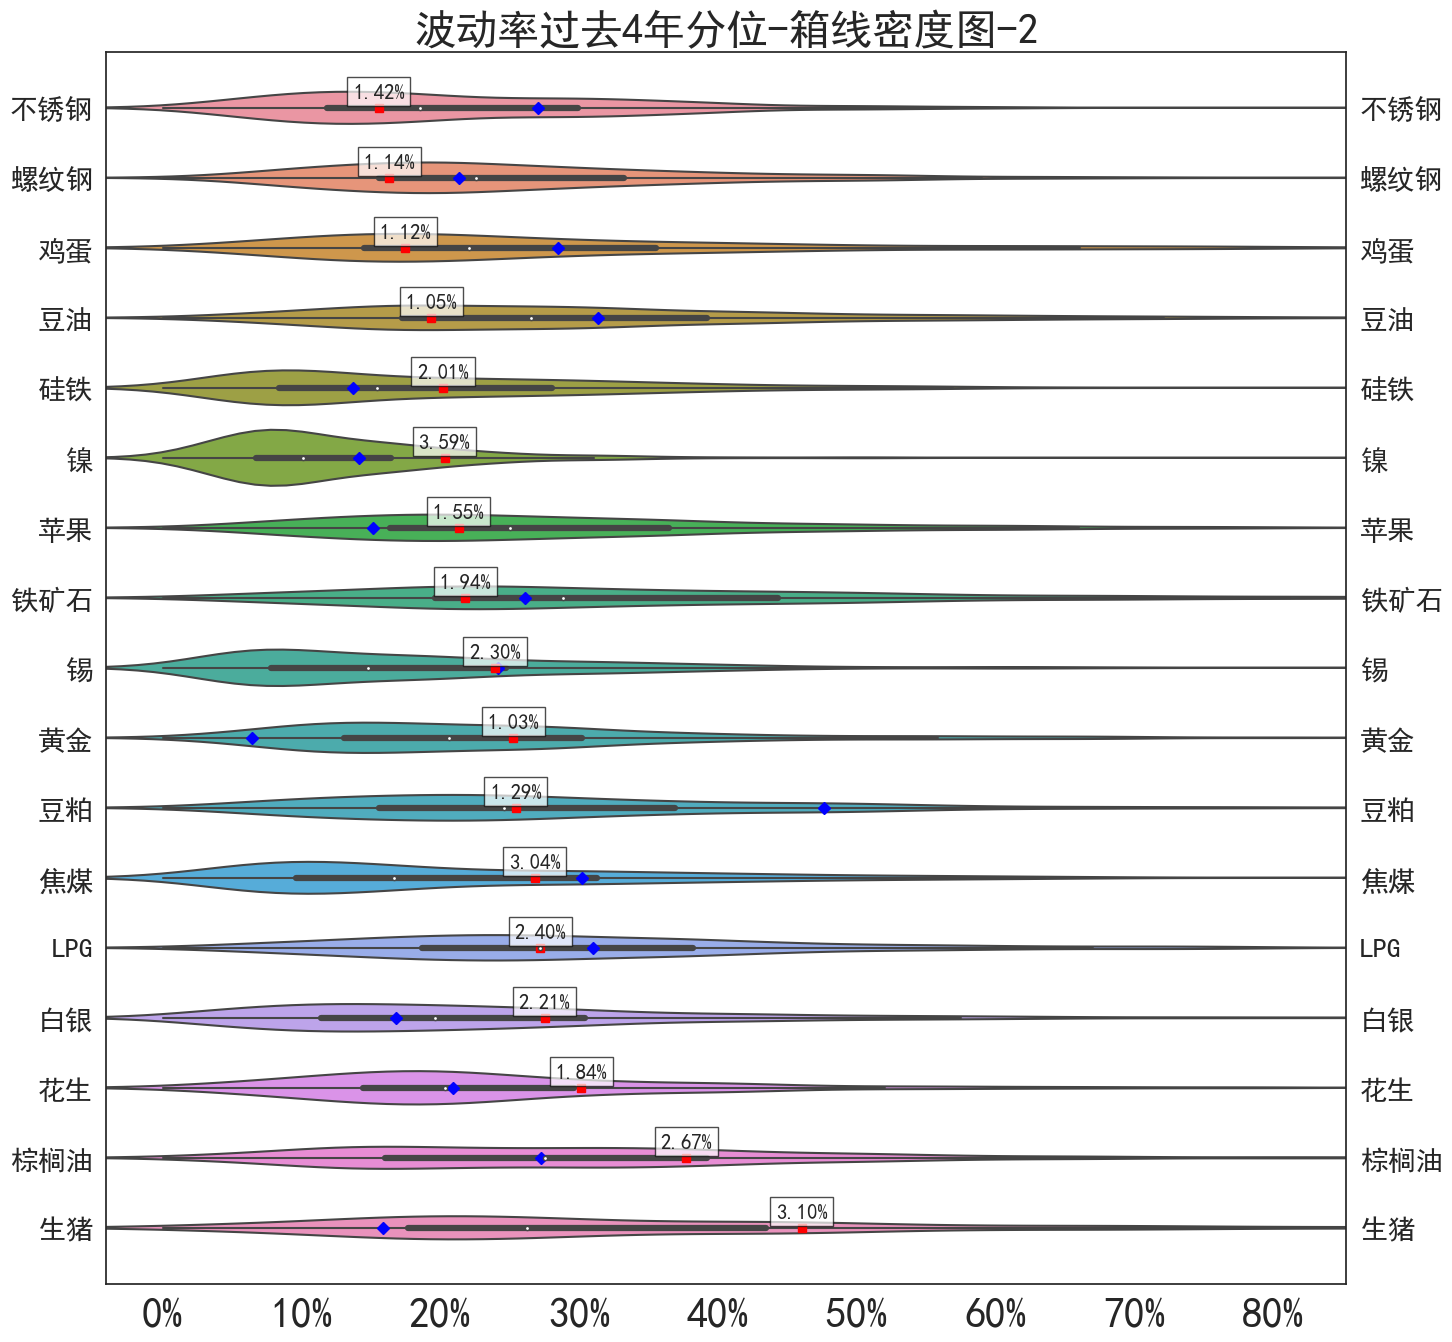 波动率过去4年分位-箱线密度图-2
不锈钢 1.42% 不锈钢
螺纹钢 1.14% 螺纹钢
鸡蛋 1.12% 鸡蛋
豆油 1.05% 豆油
硅铁 2.01% 硅铁
镍 3.59% 镍
苹果 1.55% 苹果
铁矿石 1.94% 铁矿石
锡 2.30% 锡
黄金 1.03% 黄金
豆粕 1.29% 豆粕
焦煤 3.04% 焦煤
LPG 2.40% LPG
白银 2.21% 白银
花生 1.84% 花生
棕榈油 2.67% 棕榈油
生猪 3.10% 生猪
0% 10% 20% 30% 40% 50% 60% 70% 80%